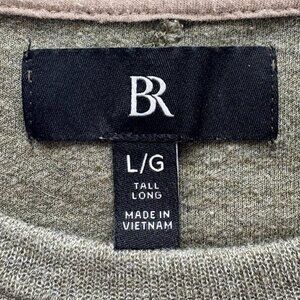 BR
L/G
TALL
LONG
MADE IN
VIETNAM